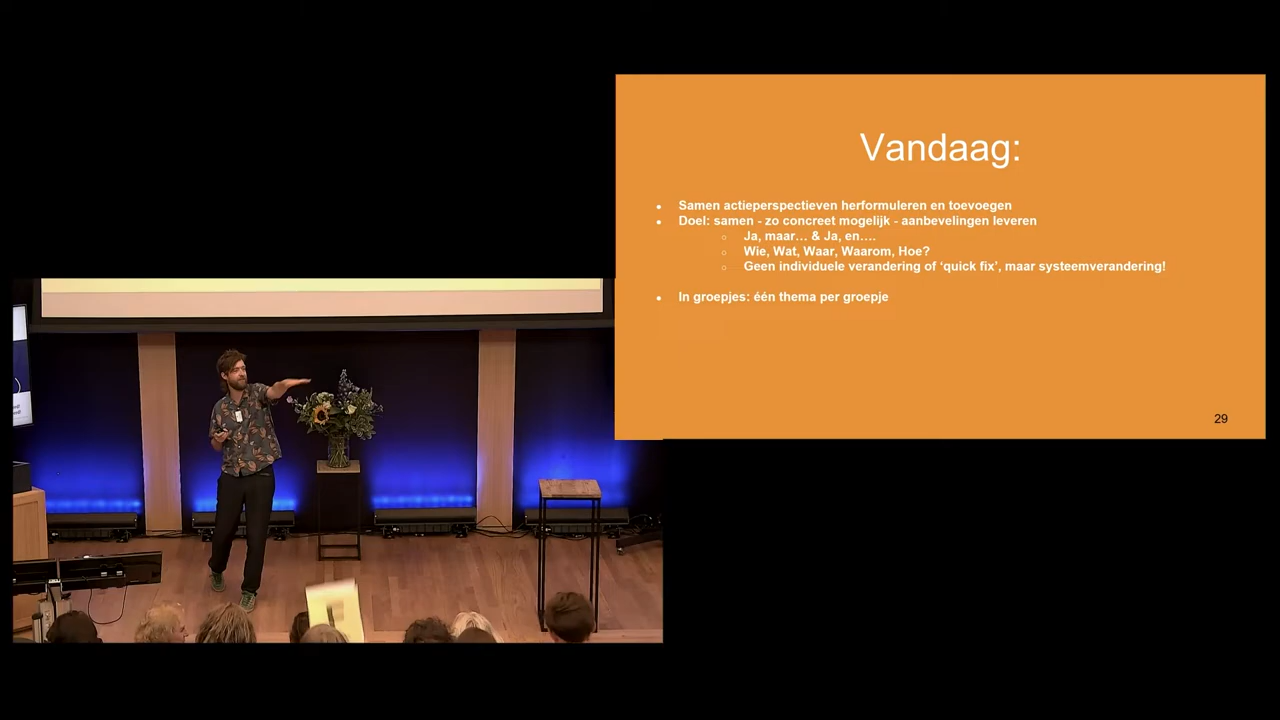 Vandaag:
Samen actieperspectieven herformuleren en toevoegen
Doel: samen - zo concreet mogelijk - aanbevelingen leveren
Ja, maar… & Ja, en….
Wie, Wat, Waar, Waarom, Hoe?
Geen individuele verandering of ‘quick fix’, maar systeemverandering!
In groepjes: één thema per groepje
29